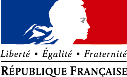 Liberté • Égalité • Fraternité
RÉPUBLIQUE FRANÇAISE